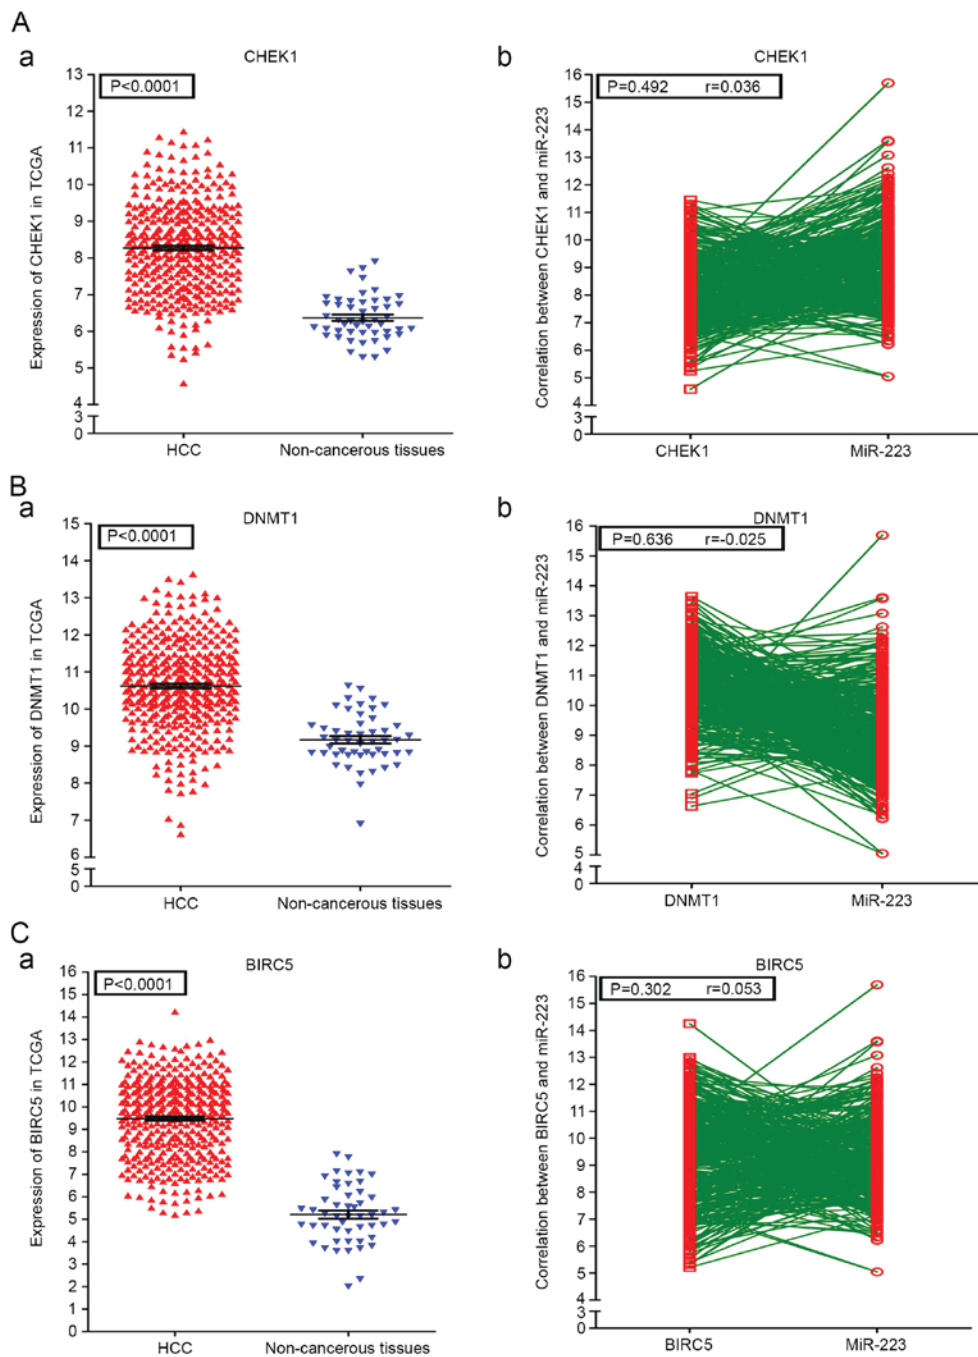 A
a
CHEK1
P<0.0001
Expression of CHEK1 in TCGA
13
12
11
10
9
8
7
6
5
4
3
0
HCC
Non-cancerous tissues
b
CHEK1
P=0.492 r=0.036
Correlation between CHEK1 and miR-223
16
15
14
13
12
11
10
9
8
7
6
5
4
3
0
CHEK1
MiR-223
B
a
DNMT1
P<0.0001
Expression of DNMT1 in TCGA
15
14
13
12
11
10
9
8
7
6
5
0
HCC
Non-cancerous tissues
b
DNMT1
P=0.636 r=-0.025
Correlation between DNMT1 and miR-223
16
15
14
13
12
11
10
9
8
7
6
5
4
0
DNMT1
MiR-223
C
a
BIRC5
P<0.0001
Expression of BIRC5 in TCGA
16
15
14
13
12
11
10
9
8
7
6
5
4
3
2
1
0
HCC
Non-cancerous tissues
b
BIRC5
P=0.302 r=0.053
Correlation between BIRC5 and miR-223
16
15
14
13
12
11
10
9
8
7
6
5
4
3
0
BIRC5
MiR-223